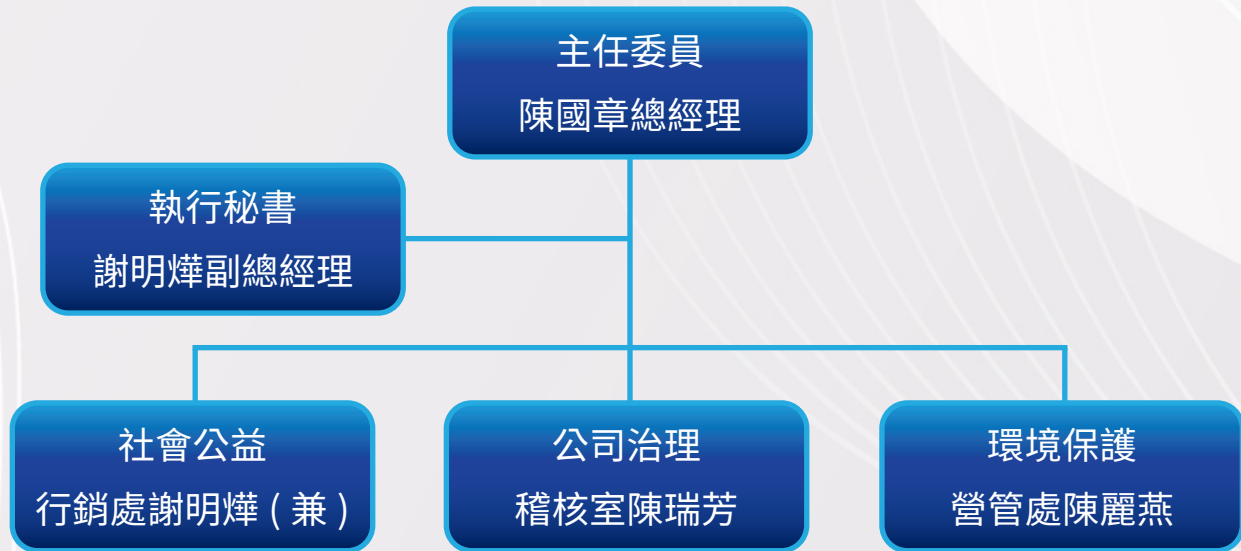 主任委員
陳國章總經理
執行秘書
謝明燁副總經理
社會公益
行銷處謝明燁 ( 兼 )
公司治理
稽核室陳瑞芳
環境保護
營管處陳麗燕